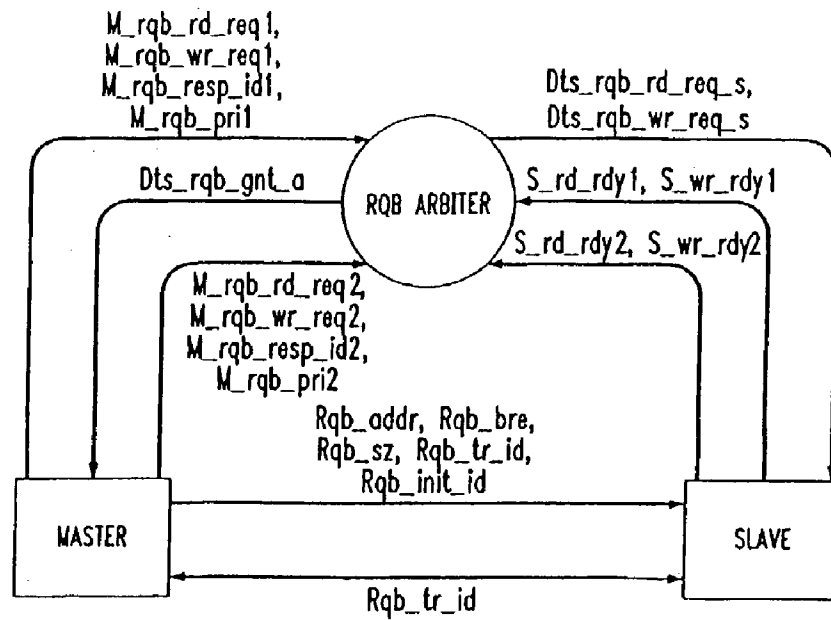 M_rqb_rd_req1,
M_rqb_wr_req1,
M_rqb_resp_id1,
M_rqb_pri1
Dts_rqb_rd_req_s,
Dts_rqb_wr_req_s
Dts_rqb_gnt_a
RQB ARBITER
S_rd_rdy1, S_wr_rdy1
S_rd_rdy2, S_wr_rdy2
M_rqb_rd_req2,
M_rqb_wr_req2,
M_rqb_resp_id2,
M_rqb_pri2
Rqb_addr, Rqb_bre,
Rqb_sz, Rqb_tr_id,
Rqb_init_id
MASTER
SLAVE
Rqb_tr_id